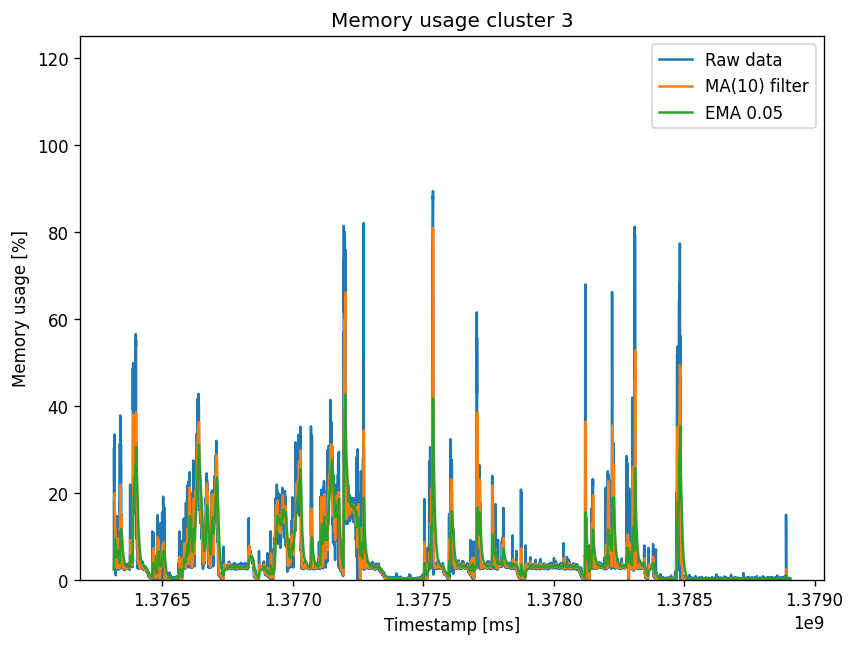 Memory usage cluster 3
Raw data
MA(10) filter
EMA 0.05
Memory usage [%]
120
100
80
60
40
20
0
1.3765 1.3770 1.3775 1.3780 1.3785 1.3790
1e9
Timestamp [ms]